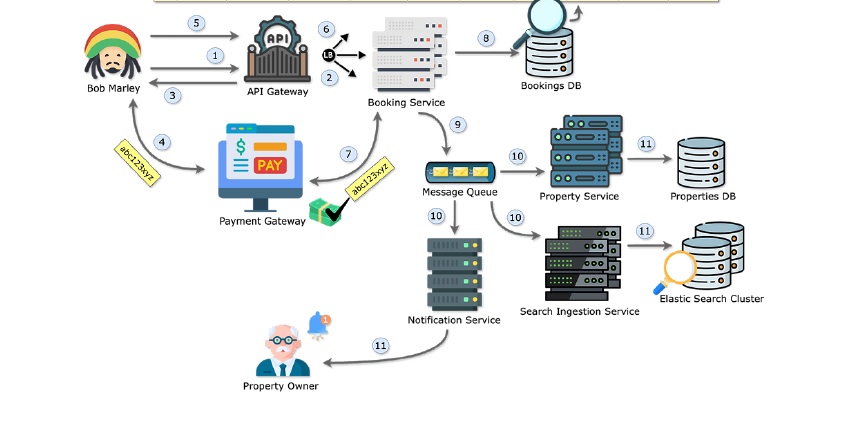 5
6
8
API
1
LB
2
3
Bob Marley
API Gateway
Booking Service
Bookings DB
4
7
9
10
11
$
PAY
abc123xyz
abc123xyz
Message Queue
Property Service
Properties DB
Payment Gateway
10
10
11
Notification Service
Search Ingestion Service
Elastic Search Cluster
1
11
Property Owner